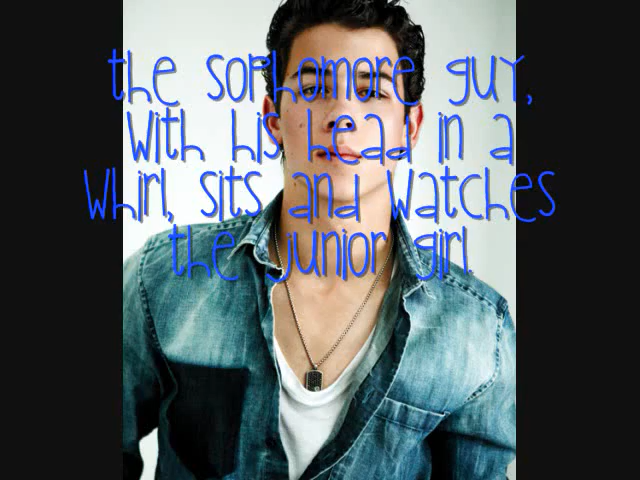 the sophomore guy,
with his head in a
whirl, sits and watches
the junior girl.